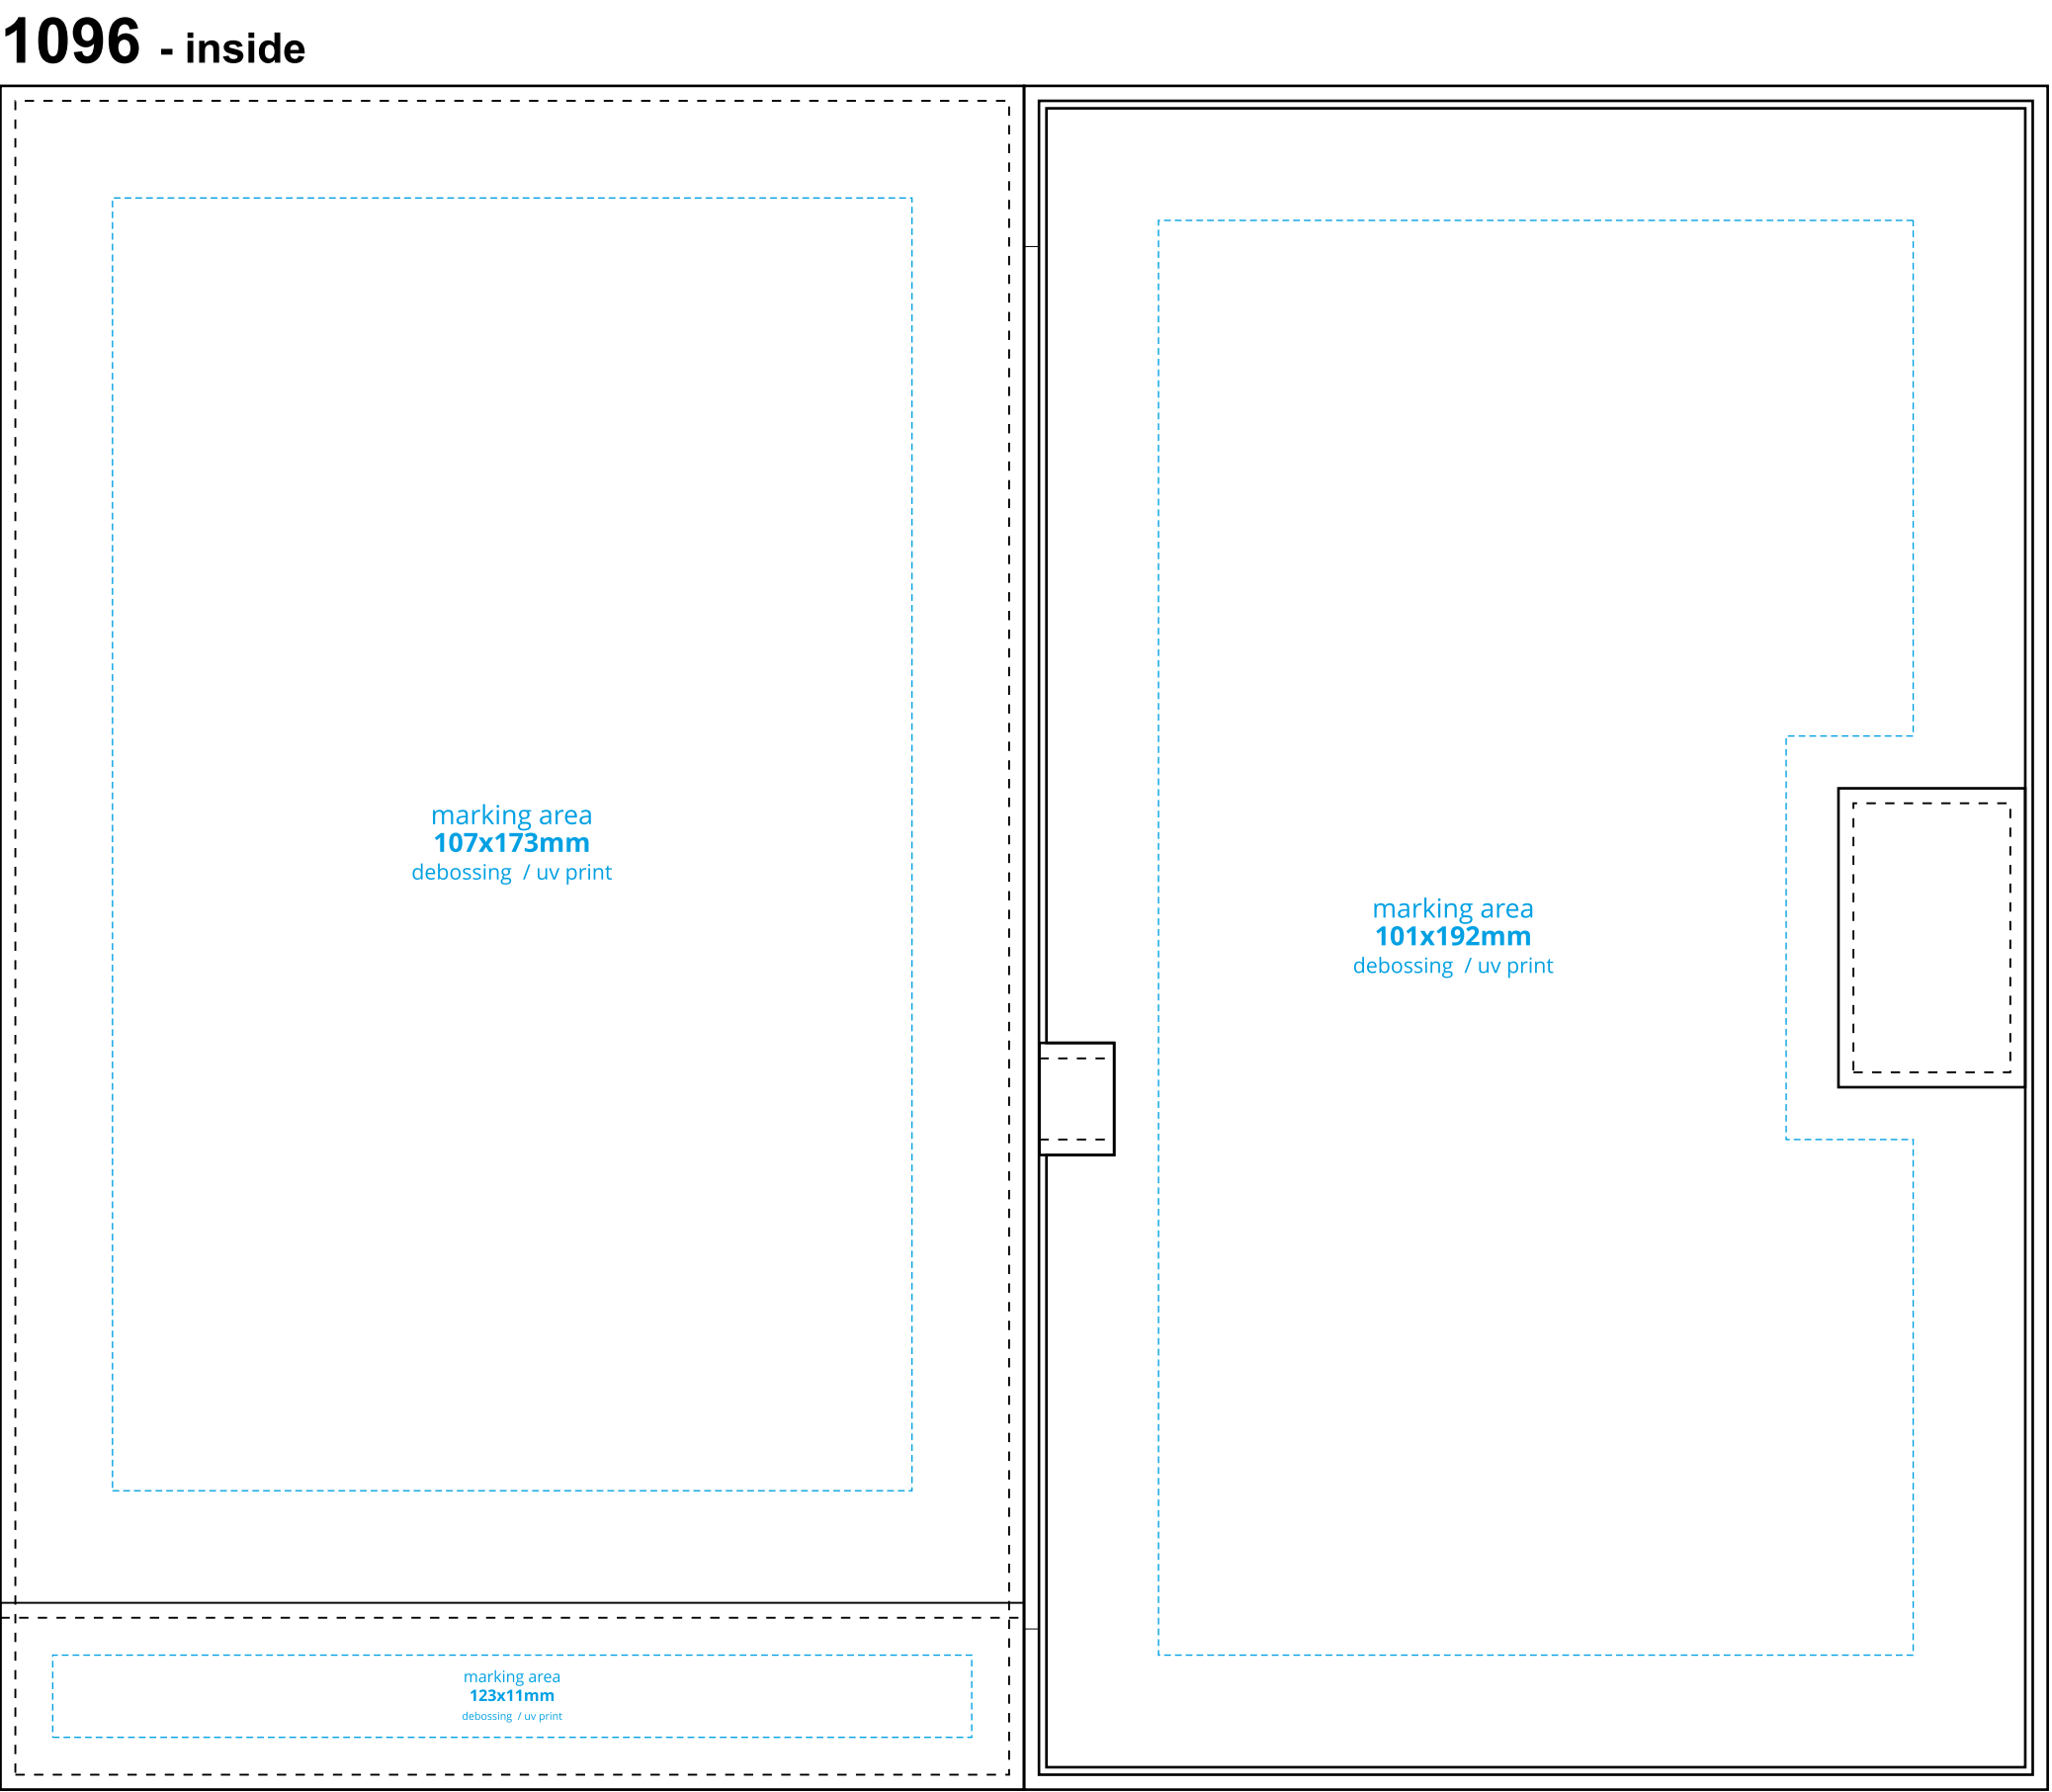 1096 - inside
marking area
107x173mm
debossing / uv print
marking area
101x192mm
debossing / uv print
marking area
123x11mm
debossing / uv print